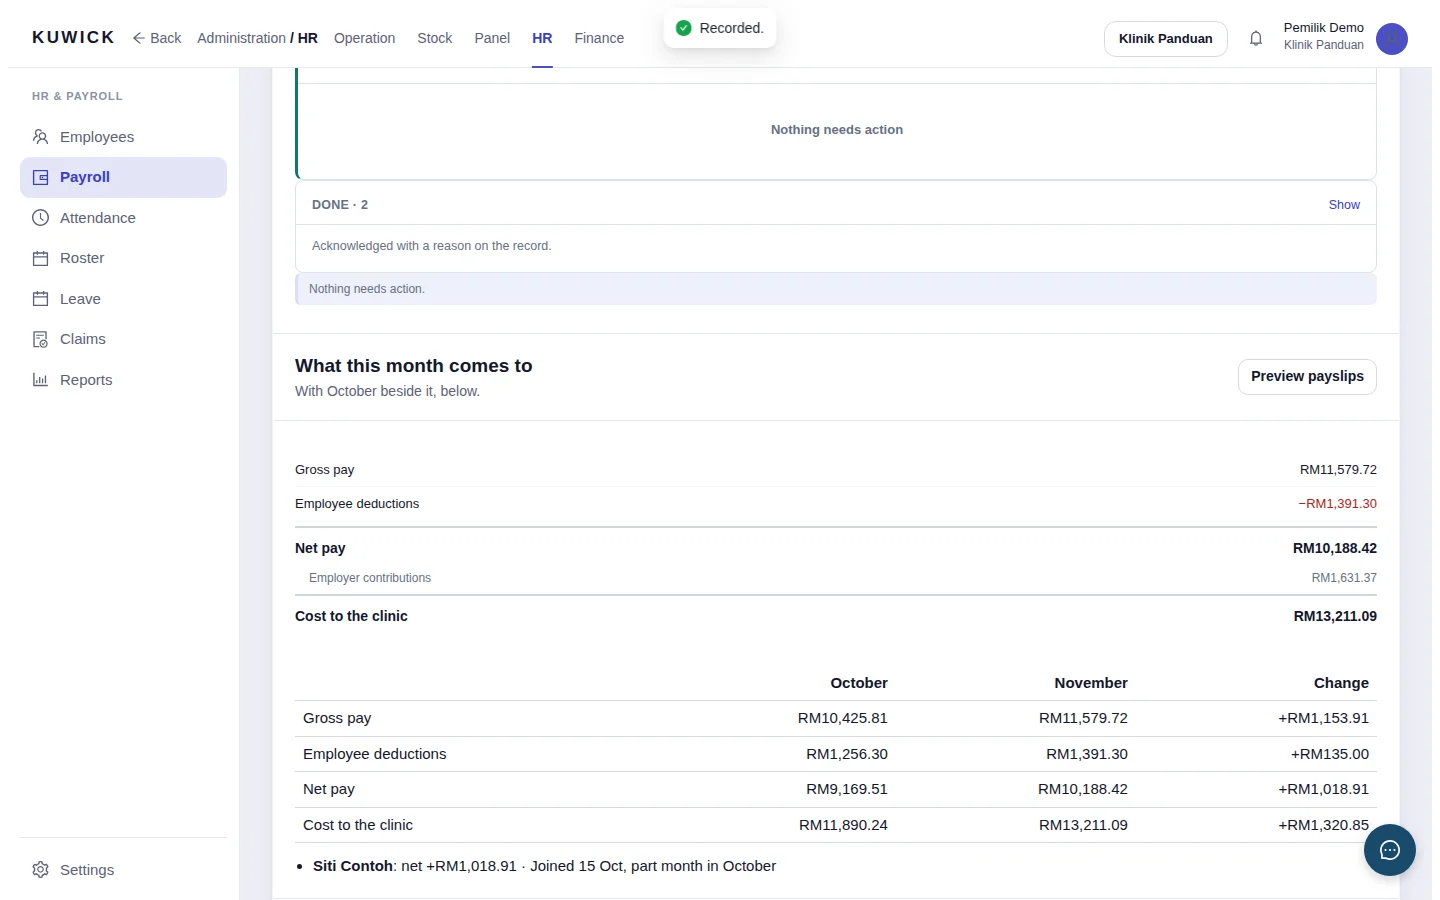 KUWICK
Back
Administration / HR
Operation
Stock
Panel
HR
Finance
Recorded.
Klinik Panduan
Pemilik Demo
Klinik Panduan
HR & PAYROLL
Employees
Payroll
Attendance
Roster
Leave
Claims
Reports
Settings
Nothing needs action
DONE · 2
Show
Acknowledged with a reason on the record.
Nothing needs action.
What this month comes to
With October beside it, below.
Preview payslips
Gross pay RM11,579.72
Employee deductions −RM1,391.30
Net pay RM10,188.42
Employer contributions RM1,631.37
Cost to the clinic RM13,211.09
October November Change
Gross pay RM10,425.81 RM11,579.72 +RM1,153.91
Employee deductions RM1,256.30 RM1,391.30 +RM135.00
Net pay RM9,169.51 RM10,188.42 +RM1,018.91
Cost to the clinic RM11,890.24 RM13,211.09 +RM1,320.85
• Siti Contoh: net +RM1,018.91 · Joined 15 Oct, part month in October